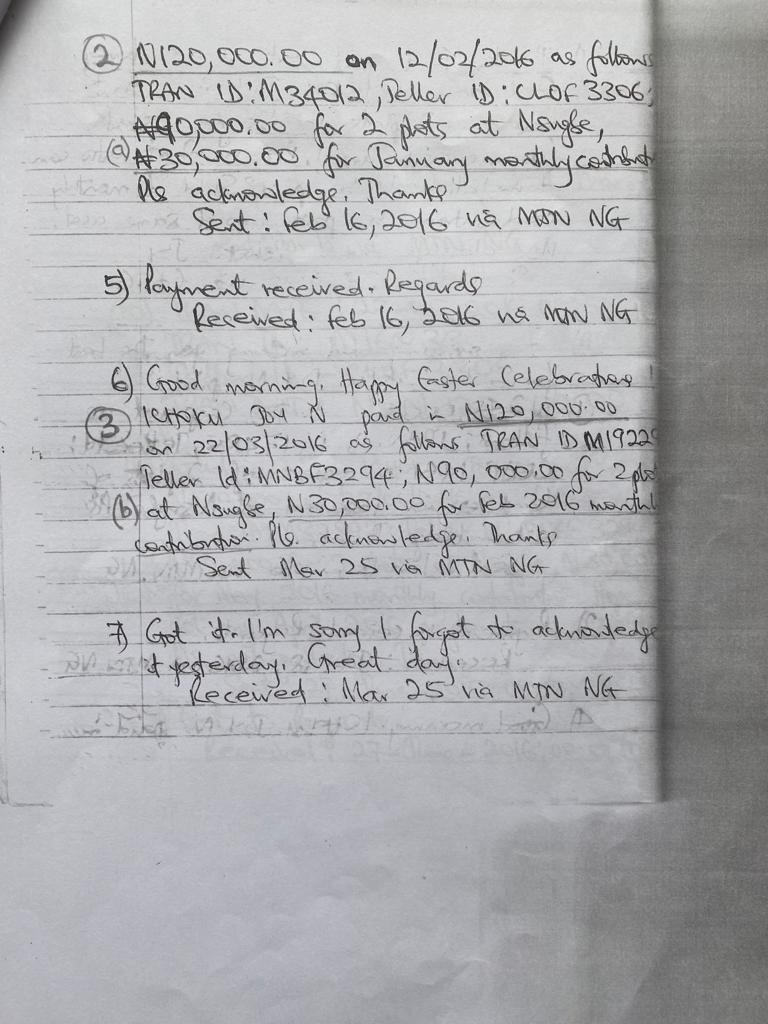 ② N120,000.00 on 12/02/2016 as follows
TRAN ID: M34012, Teller ID: CLOF3306;
₦90,000.00 for 2 plots at Nsugbe,
(a) ₦30,000.00 for January monthly contribut
Pls acknowledge. Thanks
Sent: Feb 16, 2016 via MTN NG
5) Payment received. Regards
Received: Feb 16, 2016 via MTN NG
6) Good morning. Happy Easter Celebrations!
③ ICHOKU Joy N paid in N120,000.00
on 22/03/2016 as follows: TRAN ID M1922
Teller Id: MNBF3294; N90,000.00 for 2 plo
(b) at Nsugbe, N30,000.00 for Feb 2016 monthl
contribution. Pls. acknowledge. Thanks
Sent Mar 25 via MTN NG
7) Got it. I'm sorry I forgot to acknowledge
it yesterday. Great day.
Received: Mar 25 via MTN NG